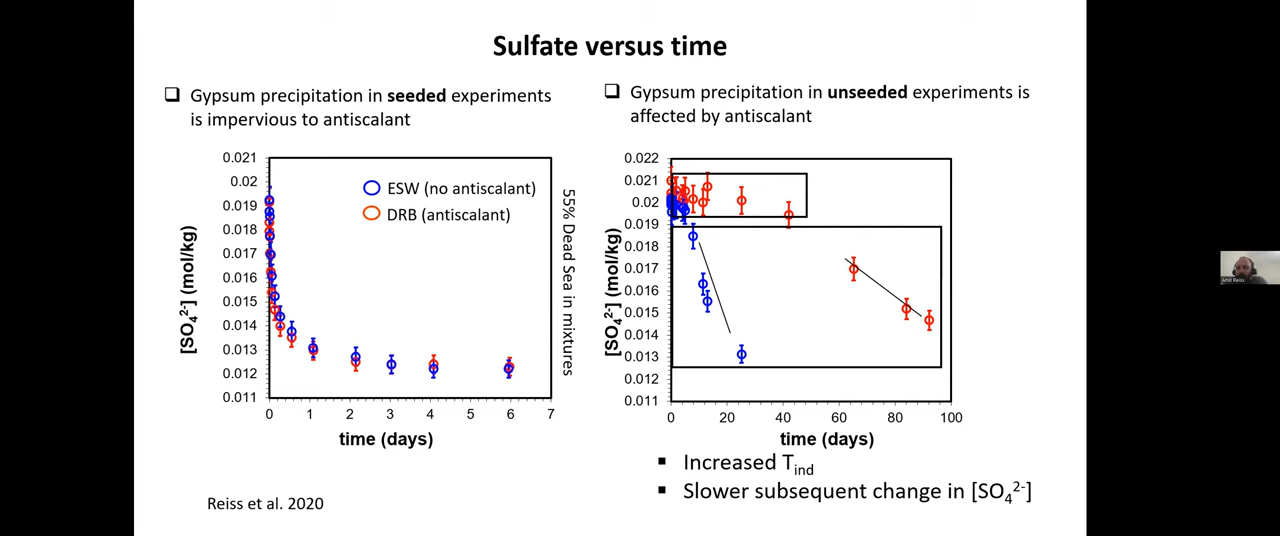 Sulfate versus time
❑ Gypsum precipitation in seeded experiments
is impervious to antiscalant
❑ Gypsum precipitation in unseeded experiments is
affected by antiscalant
0.021
0.02
0.019
0.018
0.017
0.016
0.015
0.014
0.013
0.012
0.011
[SO₄²⁻] (mol/kg)
ESW (no antiscalant)
DRB (antiscalant)
0 1 2 3 4 5 6 7
time (days)
55% Dead Sea in mixtures
0.022
0.021
0.02
0.019
0.018
0.017
0.016
0.015
0.014
0.013
0.012
0.011
[SO₄²⁻] (mol/kg)
0 20 40 60 80 100
time (days)
▪ Increased T_ind
▪ Slower subsequent change in [SO₄²⁻]
Reiss et al. 2020
Amit Reiss